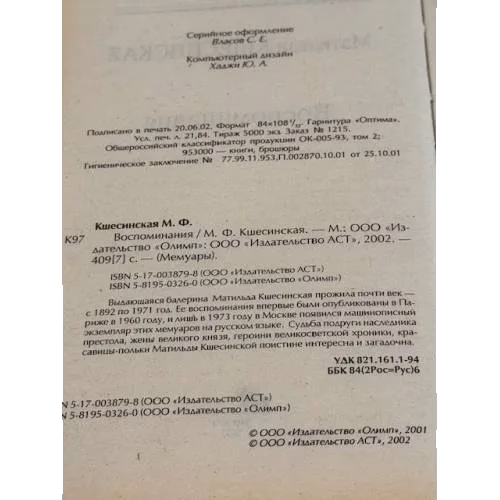 Серийное оформление
Власов С. Е.
Компьютерный дизайн
Хаджи Ю. А.
Подписано в печать 20.06.02. Формат 84×108 1/32. Гарнитура «Оптима».
Усл. печ. л. 21,84. Тираж 5000 экз. Заказ № 1215.
Общероссийский классификатор продукции ОК-005-93, том 2;
953000 — книги, брошюры
Гигиеническое заключение № 77.99.11.953,П.002870.10.01 от 25.10.01
Кшесинская М. Ф.
К97 Воспоминания / М. Ф. Кшесинская. — М.: ООО «Из-
дательство «Олимп»: ООО «Издательство АСТ», 2002. —
409[7] с. — (Мемуары).
ISBN 5-17-003879-8 (ООО «Издательство АСТ»)
ISBN 5-8195-0326-0 (ООО «Издательство «Олимп»)
Выдающаяся балерина Матильда Кшесинская прожила почти век —
с 1892 по 1971 год. Ее воспоминания впервые были опубликованы в Па-
риже в 1960 году, и лишь в 1973 году в Москве появился машинописный
экземпляр этих мемуаров на русском языке. Судьба подруги наследника
престола, жены великого князя, героини великосветской хроники, кра-
савицы-польки Матильды Кшесинской поистине интересна и загадочна.
УДК 821.161.1-94
ББК 84(2Рос=Рус)6
N 5-17-003879-8 (ООО «Издательство АСТ»)
N 5-8195-0326-0 (ООО «Издательство «Олимп»)
© ООО «Издательство «Олимп», 2001
© ООО «Издательство АСТ», 2002